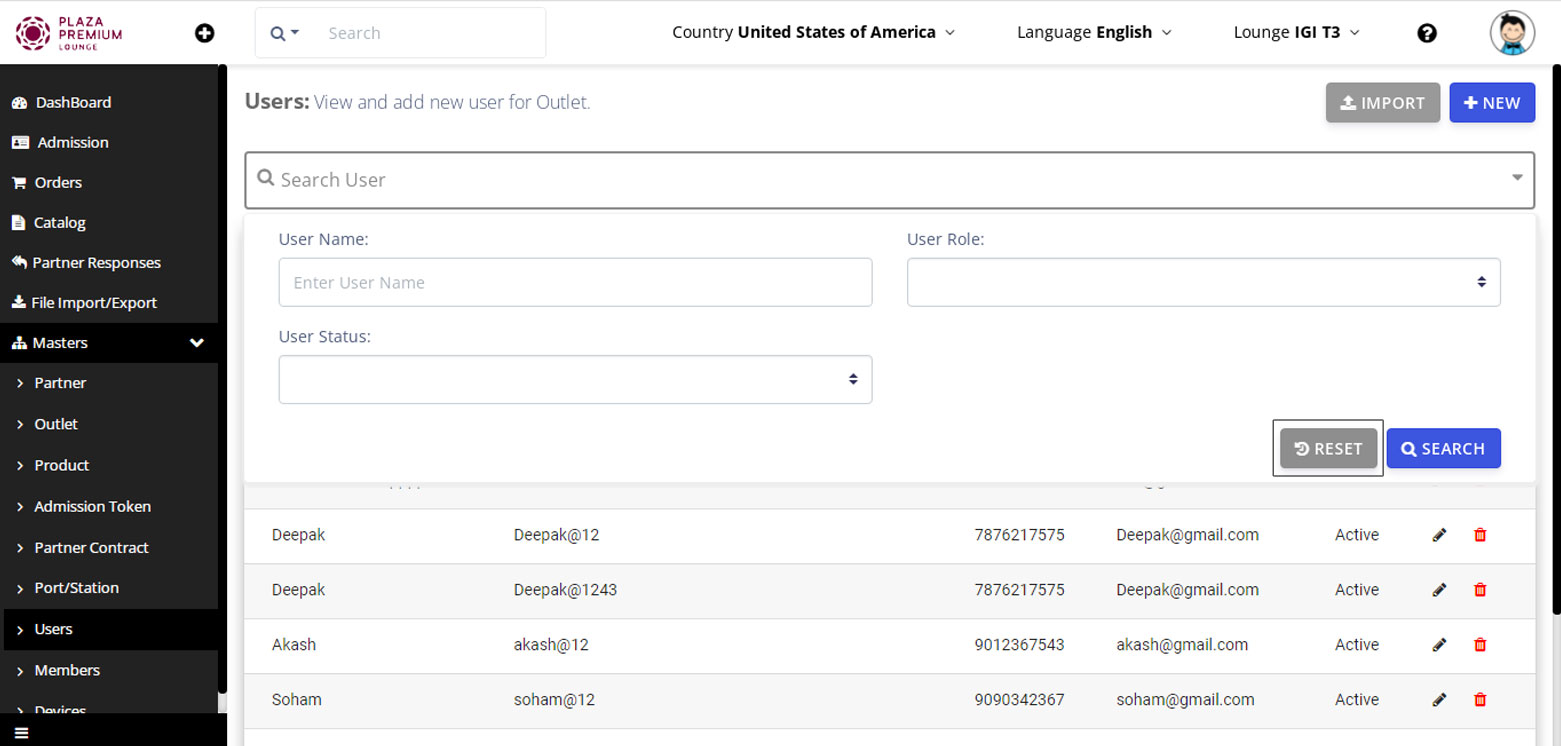 PLAZA
PREMIUM
LOUNGE
Search
Country United States of America
Language English
Lounge IGI T3
DashBoard
Admission
Orders
Catalog
Partner Responses
File Import/Export
Masters
Partner
Outlet
Product
Admission Token
Partner Contract
Port/Station
Users
Members
Devices
Users: View and add new user for Outlet.
IMPORT
NEW
Search User
User Name:
User Role:
Enter User Name
User Status:
RESET
SEARCH
Deepak Deepak@12 7876217575 Deepak@gmail.com Active
Deepak Deepak@1243 7876217575 Deepak@gmail.com Active
Akash akash@12 9012367543 akash@gmail.com Active
Soham soham@12 9090342367 soham@gmail.com Active